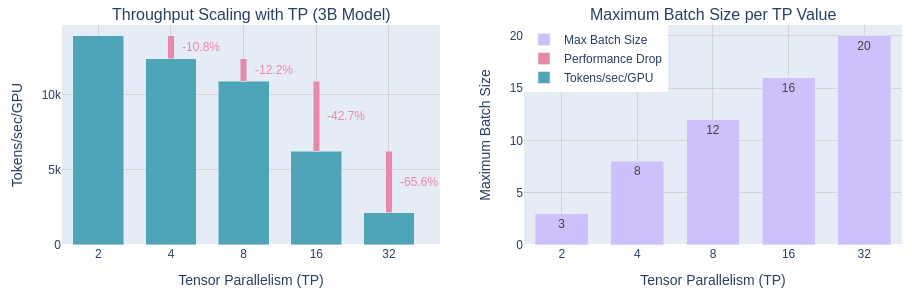 Throughput Scaling with TP (3B Model)
Tokens/sec/GPU
10k
5k
0
-10.8%
-12.2%
-42.7%
-65.6%
2 4 8 16 32
Tensor Parallelism (TP)
Maximum Batch Size per TP Value
Maximum Batch Size
20
15
10
5
0
Max Batch Size
Performance Drop
Tokens/sec/GPU
3
8
12
16
20
2 4 8 16 32
Tensor Parallelism (TP)